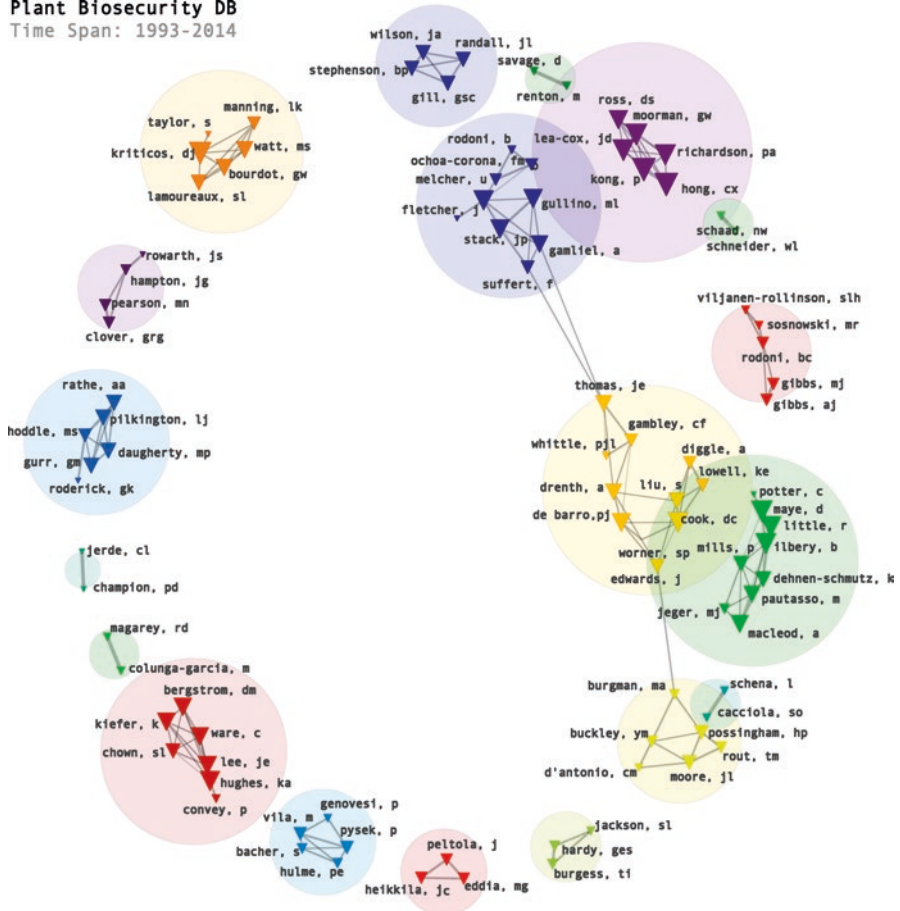 Plant Biosecurity DB
Time Span: 1993-2014
wilson, ja
randall, jl
stephenson, bp
gill, gsc
savage, d
renton, m
manning, lk
taylor, s
kriticos, dj
watt, ms
bourdot, gw
lamoureaux, sl
ross, ds
moorman, gw
lea-cox, jd
richardson, pa
kong, p
hong, cx
rodoni, b
ochoa-corona, fm
melcher, u
fletcher, j
gullino, ml
stack, jp
gamliel, a
suffert, f
schaad, nw
schneider, wl
rowarth, js
hampton, jg
pearson, mn
clover, grg
viljanen-rollinson, slh
sosnowski, mr
rodoni, bc
gibbs, mj
gibbs, aj
rathe, aa
pilkington, lj
hoddle, ms
daugherty, mp
gurr, gm
roderick, gk
thomas, je
gambley, cf
whittle, pjl
diggle, a
lowell, ke
drenth, a
liu, s
de barro,pj
cook, dc
worner, sp
edwards, j
potter, c
maye, d
little, r
mills, p
ilbery, b
dehnen-schmutz, k
pautasso, m
jeger, mj
macleod, a
jerde, cl
champion, pd
magarey, rd
colunga-garcia, m
bergstrom, dm
kiefer, k
ware, c
chown, sl
lee, je
hughes, ka
convey, p
burgman, ma
schena, l
cacciola, so
buckley, ym
possingham, hp
rout, tm
d'antonio, cm
moore, jl
genovesi, p
vila, m
pysek, p
bacher, s
hulme, pe
peltola, j
heikkila, jc
eddia, mg
jackson, sl
hardy, ges
burgess, ti